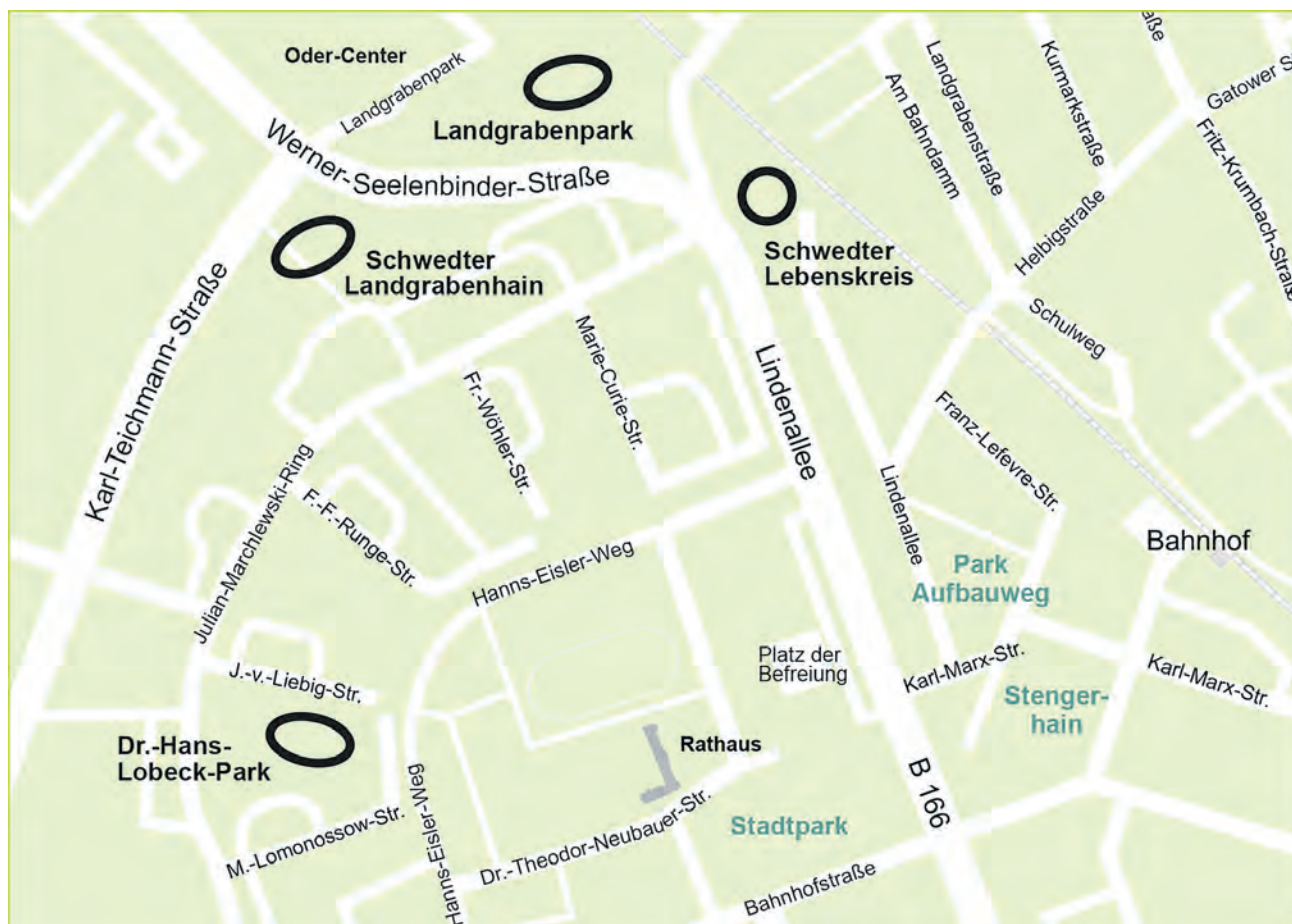 Oder-Center
Landgrabenpark
Landgrabenpark
Werner-Seelenbinder-Straße
Schwedter
Landgrabenhain
Karl-Teichmann-Straße
Schwedter
Lebenskreis
Am Bahndamm
Landgrabenstraße
Kurmarkstraße
Gatower S
Fritz-Krumbach-Straße
Helbigstraße
Schulweg
Marie-Curie-Str.
Fr.-Wöhler-Str.
Lindenallee
Franz-Lefevre-Str.
Lindenallee
Julian-Marchlewski-Ring
F.-F.-Runge-Str.
Hanns-Eisler-Weg
Bahnhof
Park
Aufbauweg
Platz der
Befreiung
Karl-Marx-Str.
Karl-Marx-Str.
J.-v.-Liebig-Str.
Stenger-
hain
Dr.-Hans-
Lobeck-Park
Rathaus
B 166
Hanns-Eisler-Weg
M.-Lomonossow-Str.
Dr.-Theodor-Neubauer-Str.
Stadtpark
Bahnhofstraße